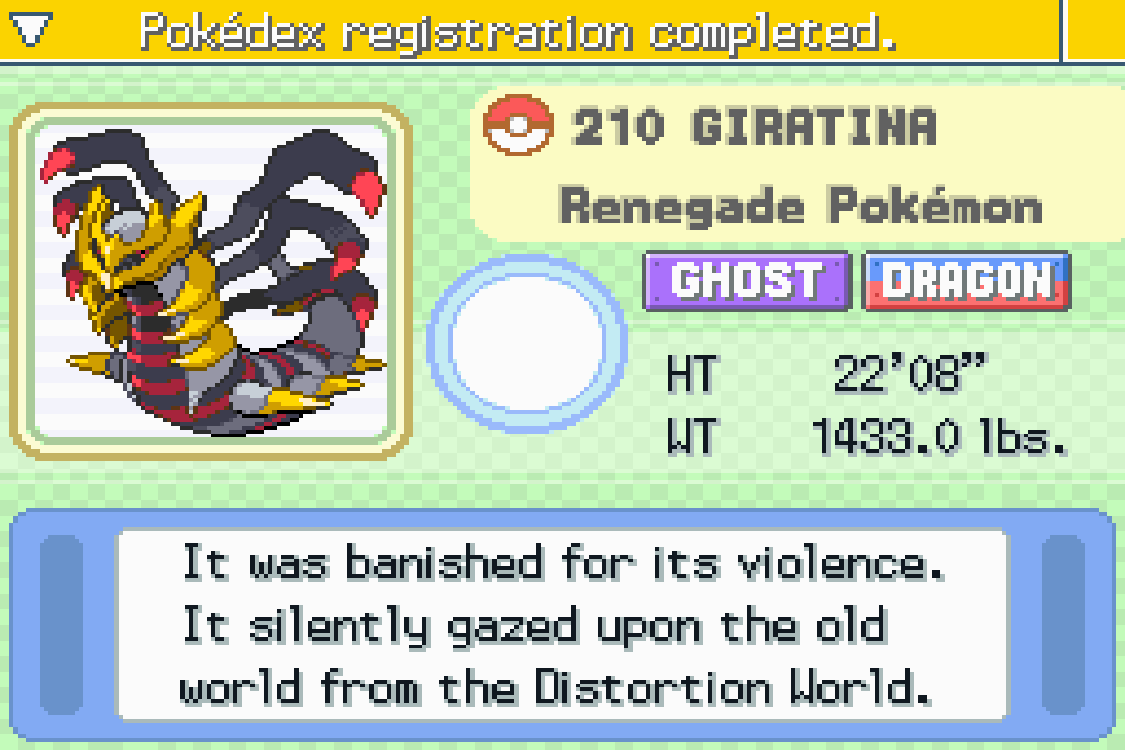 Pokédex registration completed.
210 GIRATINA
Renegade Pokémon
GHOST DRAGON
HT 22'08"
WT 1433.0 lbs.
It was banished for its violence.
It silently gazed upon the old
world from the Distortion World.